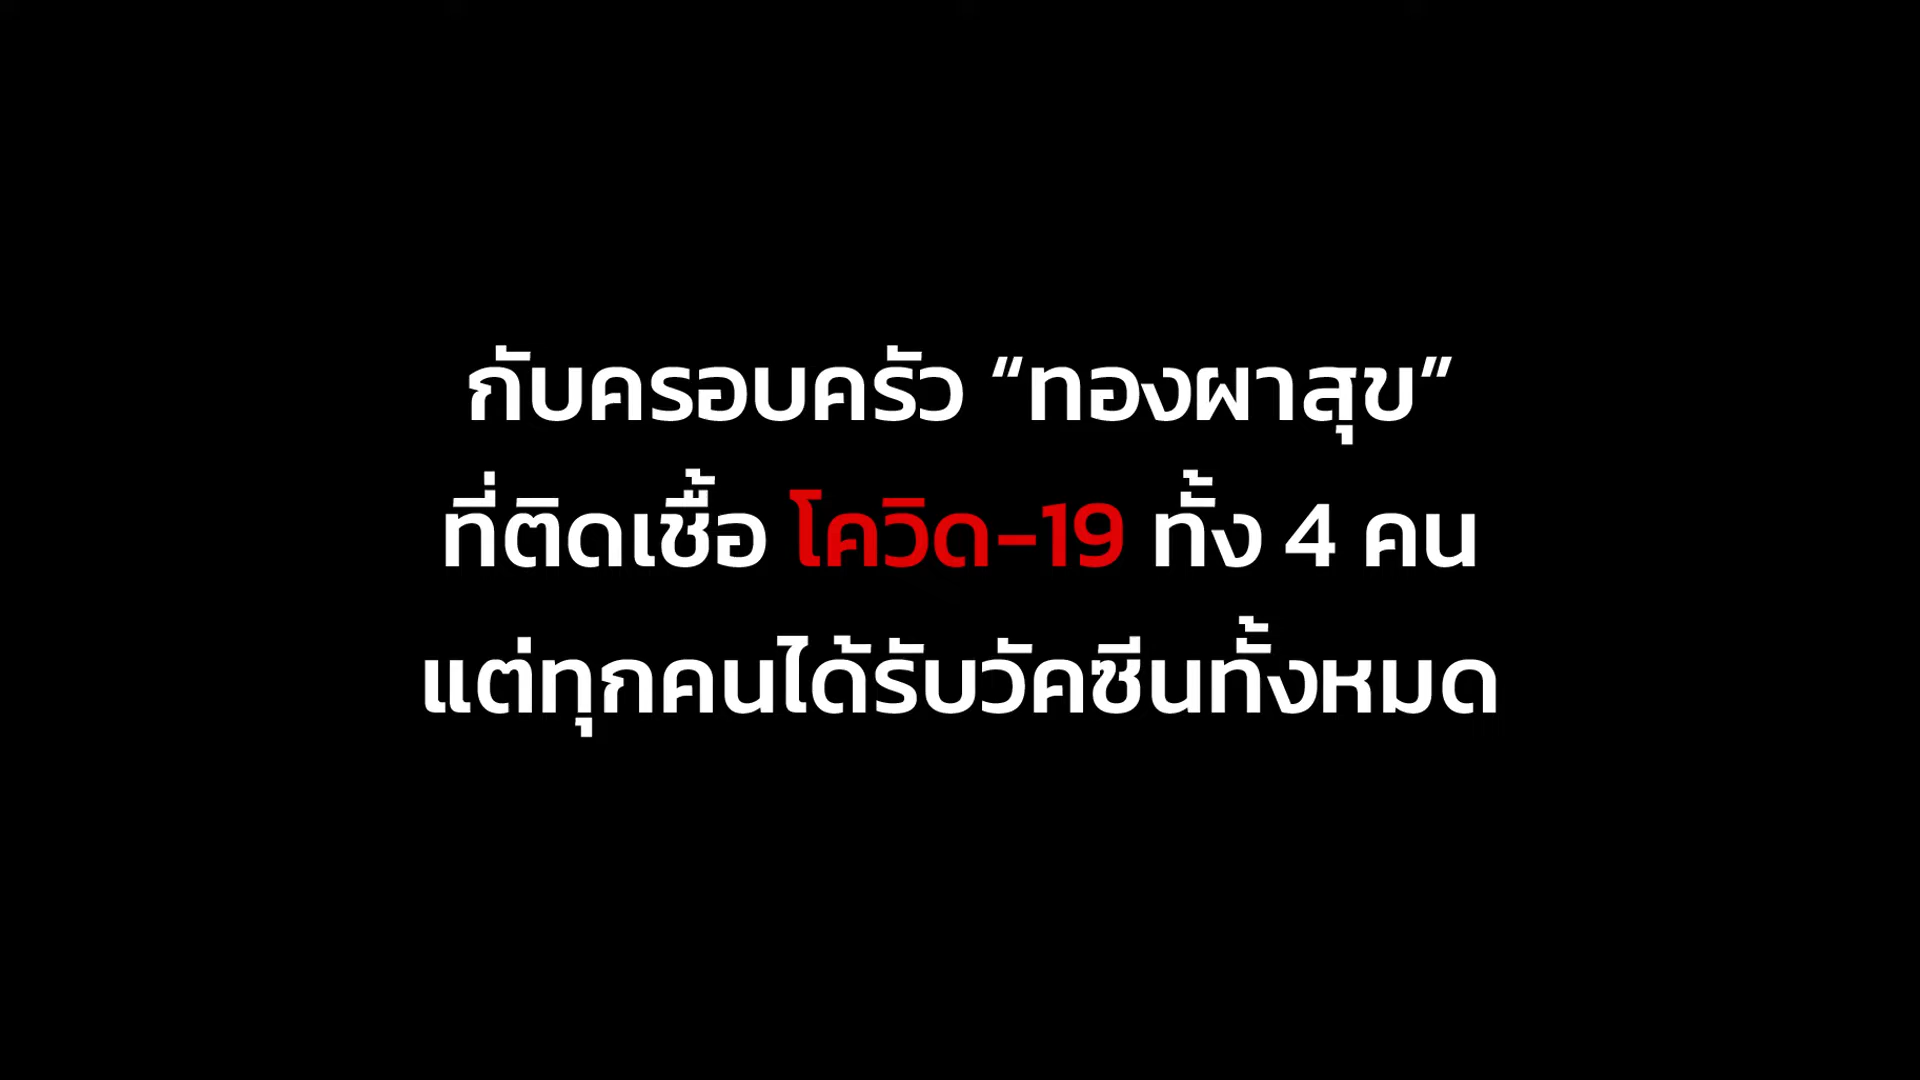 กับครอบครัว “ทองผาสุข”
ที่ติดเชื้อ โควิด-19 ทั้ง 4 คน
แต่ทุกคนได้รับวัคซีนทั้งหมด